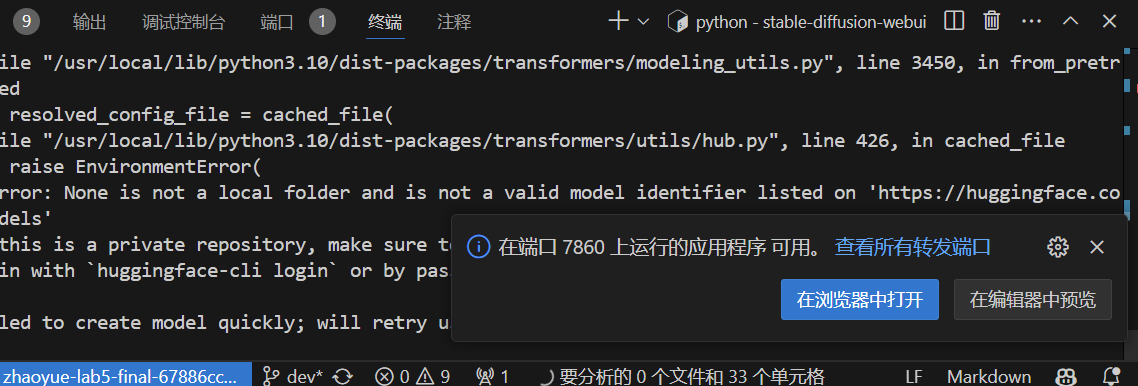 9 输出 调试控制台 端口 1 终端 注释 python - stable-diffusion-webui
ile "/usr/local/lib/python3.10/dist-packages/transformers/modeling_utils.py", line 3450, in from_pretr
ed
resolved_config_file = cached_file(
ile "/usr/local/lib/python3.10/dist-packages/transformers/utils/hub.py", line 426, in cached_file
raise EnvironmentError(
rror: None is not a local folder and is not a valid model identifier listed on 'https://huggingface.co
dels'
this is a private repository, make sure to
in with `huggingface-cli login` or by pas
led to create model quickly; will retry u
在端口 7860 上运行的应用程序 可用。 查看所有转发端口
在浏览器中打开 在编辑器中预览
zhaoyue-lab5-final-67886cc... dev* 0 9 1 要分析的 0 个文件和 33 个单元格 LF Markdown